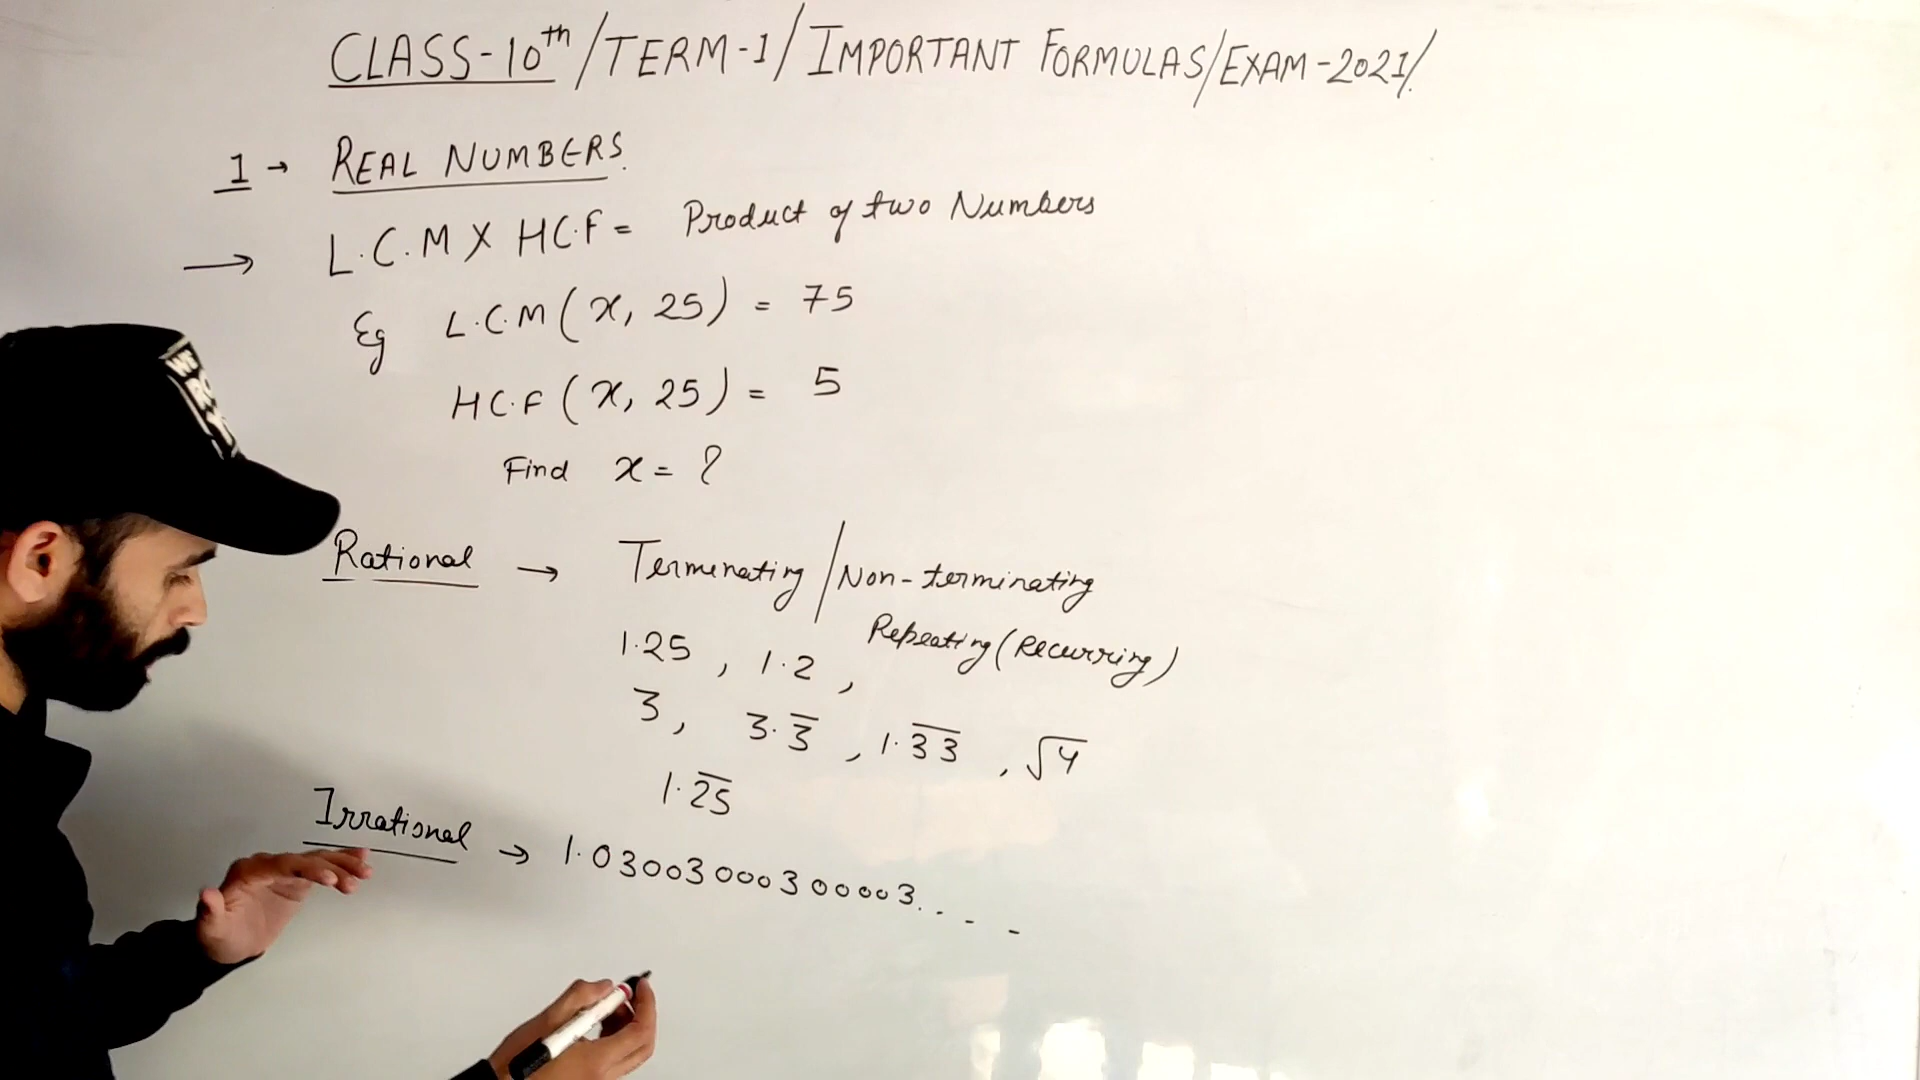 CLASS-10th/TERM-1/IMPORTANT FORMULAS/EXAM-2021/
1→ REAL NUMBERS.
→ L.C.M X HC.F = Product of two Numbers
Eg L.C.M(x, 25) = 75
HC.F(x, 25) = 5
Find x = ?
Rational → Termenating/Non-terminating
Repeating(Recurring)
1.25, 1.2,
3, 3.3̅, 1.3̅3̅, √4
1.2̅5̅
Irrational → 1.03003000300003....
WE